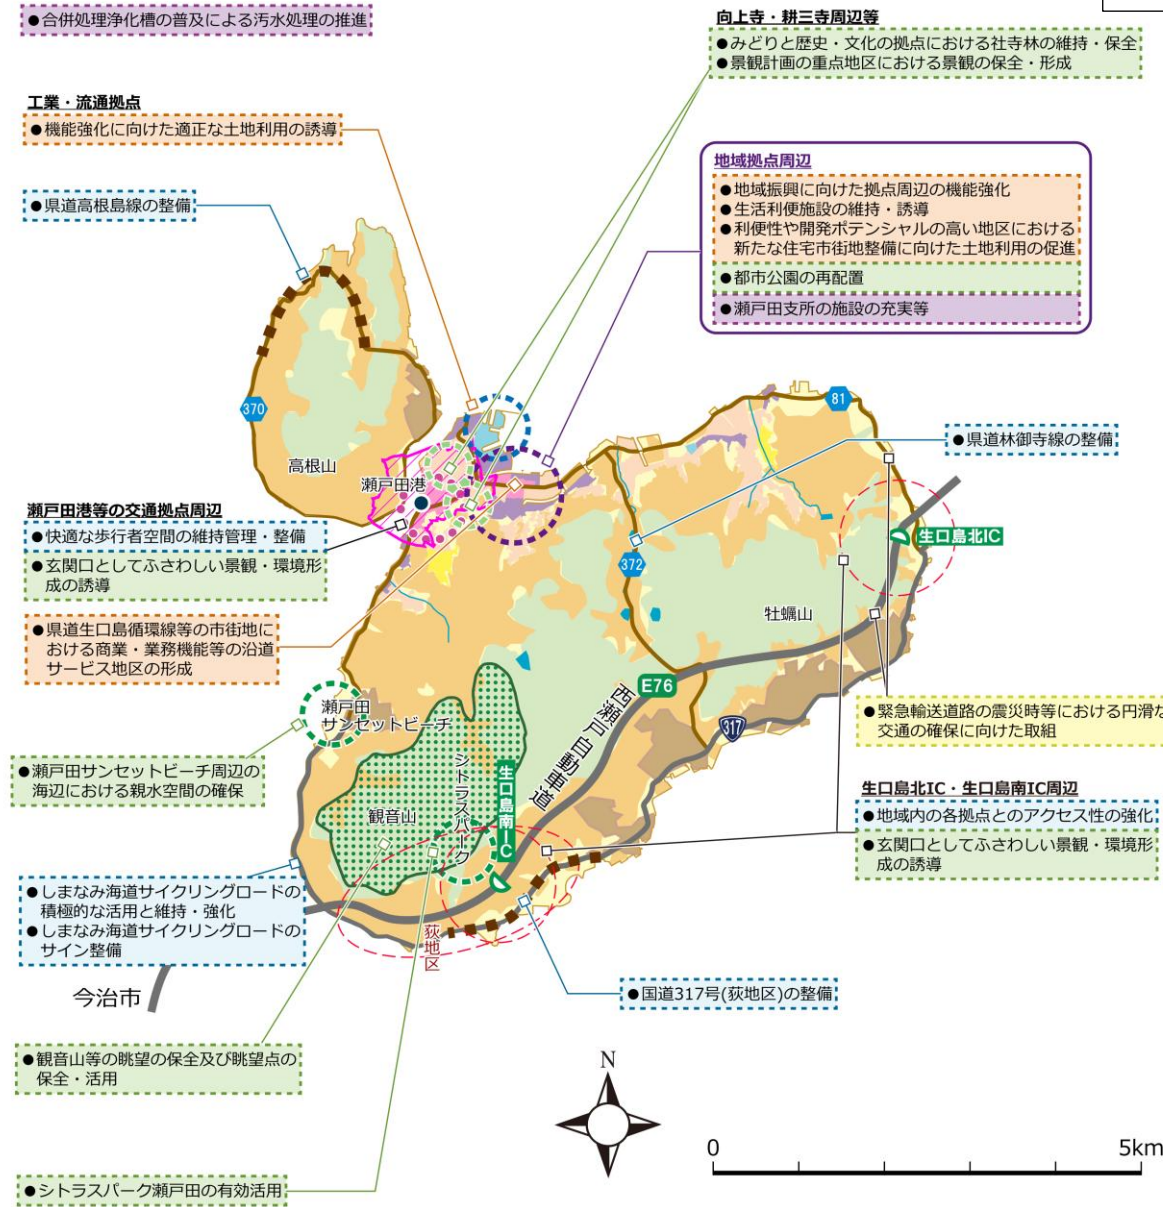 ●合併処理浄化槽の普及による汚水処理の推進
向上寺・耕三寺周辺等
●みどりと歴史・文化の拠点における社寺林の維持・保全
●景観計画の重点地区における景観の保全・形成
工業・流通拠点
●機能強化に向けた適正な土地利用の誘導
地域拠点周辺
●地域振興に向けた拠点周辺の機能強化
●生活利便施設の維持・誘導
●利便性や開発ポテンシャルの高い地区における
新たな住宅市街地整備に向けた土地利用の促進
●都市公園の再配置
●瀬戸田支所の施設の充実等
●県道高根島線の整備
370
81
高根山
瀬戸田港
●県道林御寺線の整備
瀬戸田港等の交通拠点周辺
●快適な歩行者空間の維持管理・整備
●玄関口としてふさわしい景観・環境形
成の誘導
生口島北IC
372
牡蠣山
●県道生口島循環線等の市街地に
おける商業・業務機能等の沿道
サービス地区の形成
E76
西瀬戸自動車道
317
瀬戸田
サンセットビーチ
●緊急輸送道路の震災時等における円滑な
交通の確保に向けた取組
●瀬戸田サンセットビーチ周辺の
海辺における親水空間の確保
シトラスパーク
生口島南IC
観音山
生口島北IC・生口島南IC周辺
●地域内の各拠点とのアクセス性の強化
●玄関口としてふさわしい景観・環境形
成の誘導
●しまなみ海道サイクリングロードの
積極的な活用と維持・強化
●しまなみ海道サイクリングロードの
サイン整備
荻地区
今治市
●国道317号(荻地区)の整備
●観音山等の眺望の保全及び眺望点の
保全・活用
N
0
5km
●シトラスパーク瀬戸田の有効活用